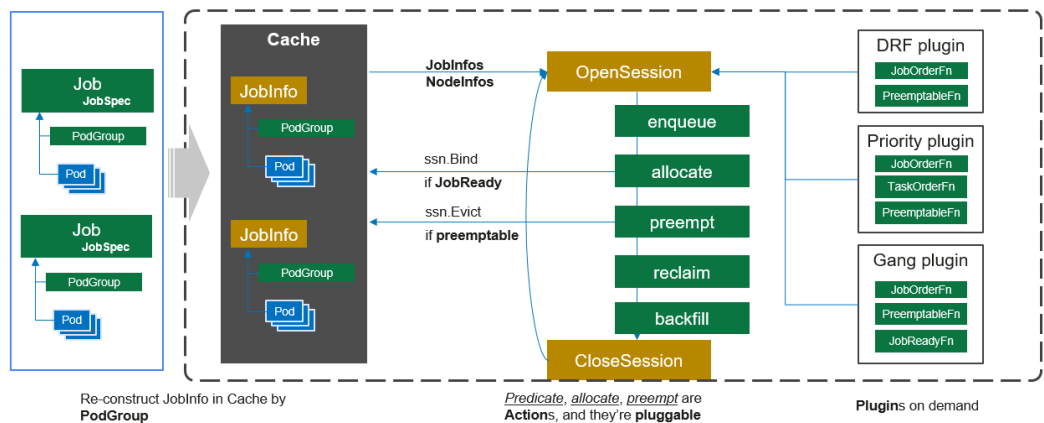 Job
JobSpec
PodGroup
Pod
Job
JobSpec
PodGroup
Pod
Re-construct JobInfo in Cache by
PodGroup
Cache
JobInfo
PodGroup
Pod
JobInfo
PodGroup
Pod
JobInfos
NodeInfos
ssn.Bind
if JobReady
ssn.Evict
if preemptable
OpenSession
enqueue
allocate
preempt
reclaim
backfill
CloseSession
Predicate, allocate, preempt are
Actions, and they're pluggable
DRF plugin
JobOrderFn
PreemptableFn
Priority plugin
JobOrderFn
TaskOrderFn
PreemptableFn
Gang plugin
JobOrderFn
PreemptableFn
JobReadyFn
Plugins on demand